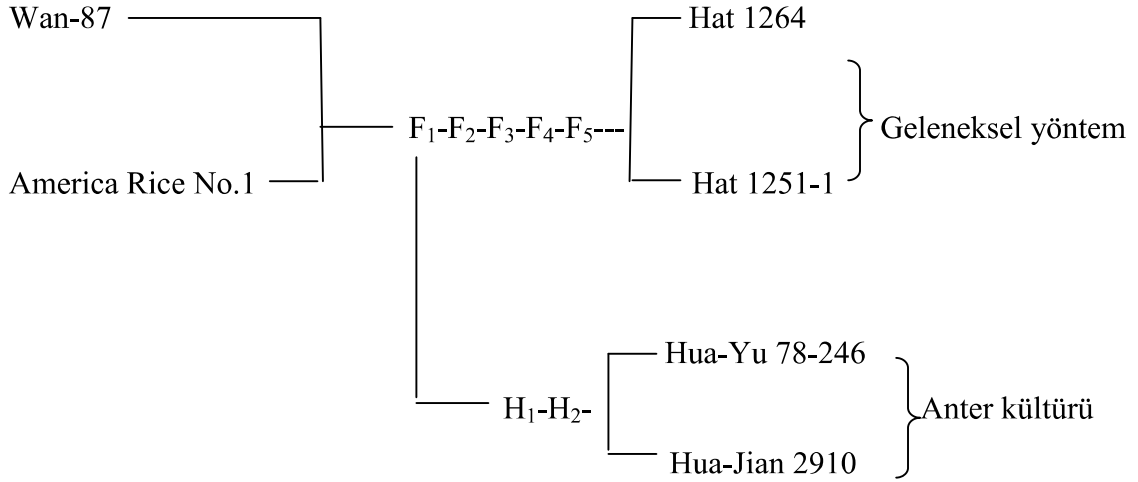 Wan-87
Hat 1264
F₁-F₂-F₃-F₄-F₅---
Geleneksel yöntem
America Rice No.1
Hat 1251-1
Hua-Yu 78-246
H₁-H₂-
Anter kültürü
Hua-Jian 2910